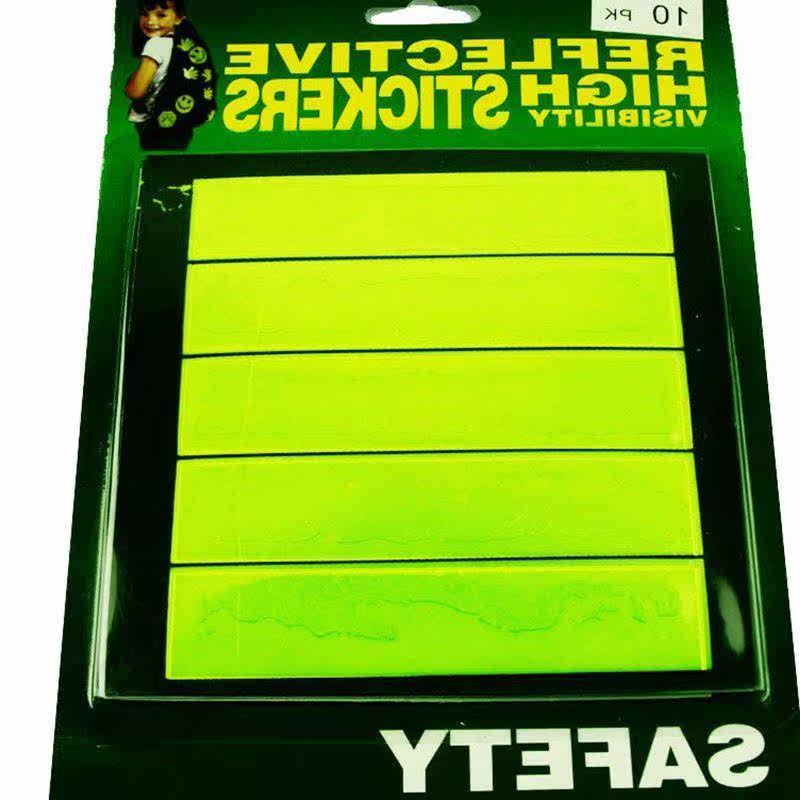 10 PK
REFLECTIVE
HIGH STICKERS
VISIBILITY
SAFETY